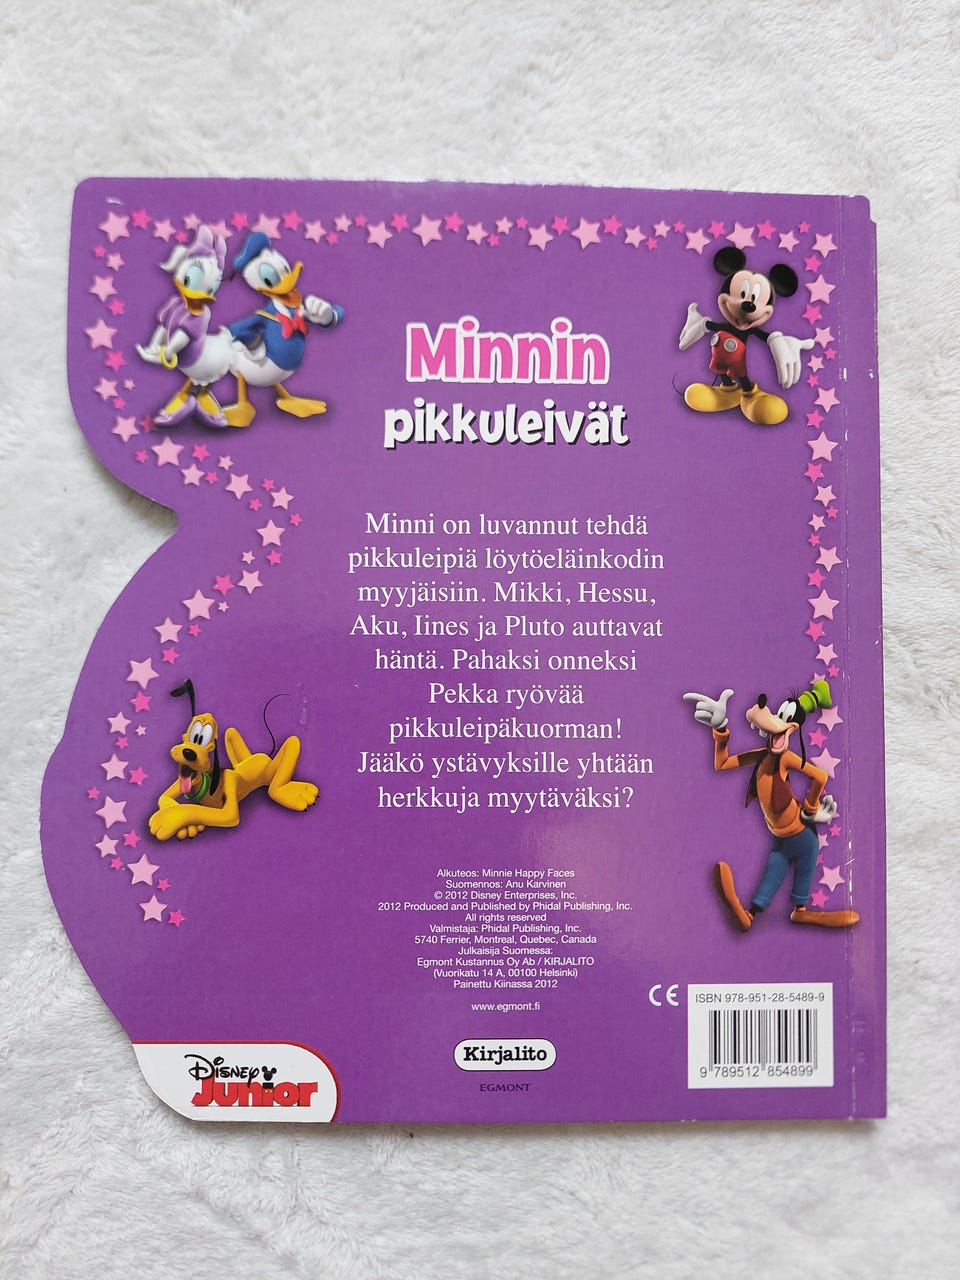 Minnin
pikkuleivät
Minni on luvannut tehdä
pikkuleipiä löytöeläinkodin
myyjäisiin. Mikki, Hessu,
Aku, Iines ja Pluto auttavat
häntä. Pahaksi onneksi
Pekka ryövää
pikkuleipäkuorman!
Jääkö ystävyksille yhtään
herkkuja myytäväksi?
Alkuteos: Minnie Happy Faces
Suomennos: Anu Karvinen
© 2012 Disney Enterprises, Inc.
2012 Produced and Published by Phidal Publishing, Inc.
All rights reserved
Valmistaja: Phidal Publishing, Inc.
5740 Ferrier, Montreal, Quebec, Canada
Julkaisija Suomessa:
Egmont Kustannus Oy Ab / KIRJALITO
(Vuorikatu 14 A, 00100 Helsinki)
Painettu Kiinassa 2012
www.egmont.fi
Kirjalito
EGMONT
CE
ISBN 978-951-28-5489-9
9 789512 854899
Disney
Junior